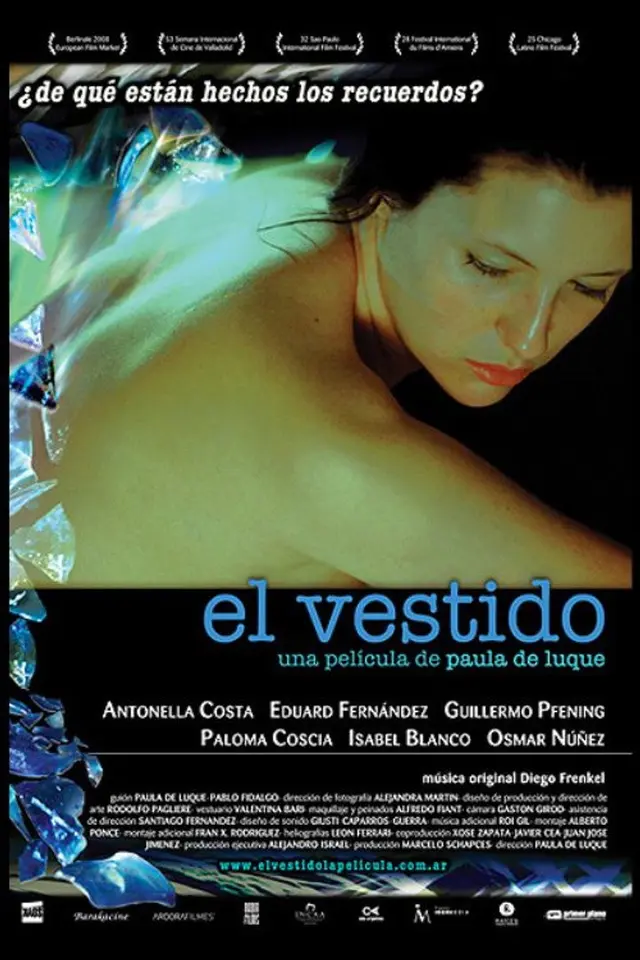 Berlinale 2008
European Film Market
53 Semana Internacional
de Cine de Valladolid
32 Sao Paulo
International Film Festival
28 Festival International
du Films d'Amiens
25 Chicago
Latino Film Festival
¿de qué están hechos los recuerdos?
el vestido
una película de paula de luque
ANTONELLA COSTA EDUARD FERNÁNDEZ GUILLERMO PFENING
PALOMA COSCIA ISABEL BLANCO OSMAR NÚÑEZ
música original Diego Frenkel
guión PAULA DE LUQUE· PABLO FIDALGO· dirección de fotografía ALEJANDRA MARTIN· diseño de producción y dirección de
arte RODOLFO PAGLIERE· vestuario VALENTINA BARI· maquillaje y peinados ALFREDO FIANT· cámara GASTON GIROD· asistencia
de dirección SANTIAGO FERNANDEZ· diseño de sonido GIUSTI CAPARROS· GUERRA· música adicional ROI GIL· montaje ALBERTO
PONCE· montaje adicional FRAN X. RODRIGUEZ· heliografías LEON FERRARI· coproducción XOSE ZAPATA· JAVIER CEA· JUAN JOSE
JIMENEZ· producción ejecutiva ALEJANDRO ISRAEL· producción MARCELO SCHAPCES· dirección PAULA DE LUQUE
www.elvestidolapelicula.com.ar
Barakacine
ADORAFILMES
INCAA
primer plano